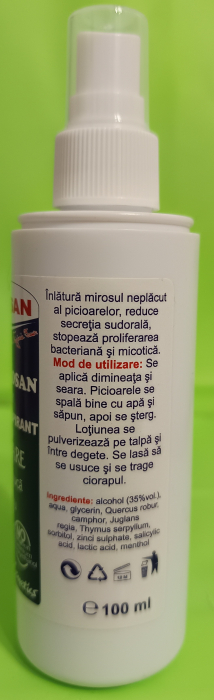 Înlătură mirosul neplăcut
al picioarelor, reduce
secreţia sudorală,
stopează proliferarea
bacteriană şi micotică.
Mod de utilizare: Se
aplică dimineaţa şi
seara. Picioarele se
spală bine cu apă şi
săpun, apoi se şterg.
Loţiunea se
pulverizează pe talpă şi
între degete. Se lasă să
se usuce şi se trage
ciorapul.
Ingrediente: alcohol (35%vol.),
aqua, glycerin, Quercus robur,
camphor, Juglans
regia, Thymus serpyllum,
sorbitol, zinci sulphate, salicylic
acid, lactic acid, menthol
℮ 100 ml
SAN
OSAN